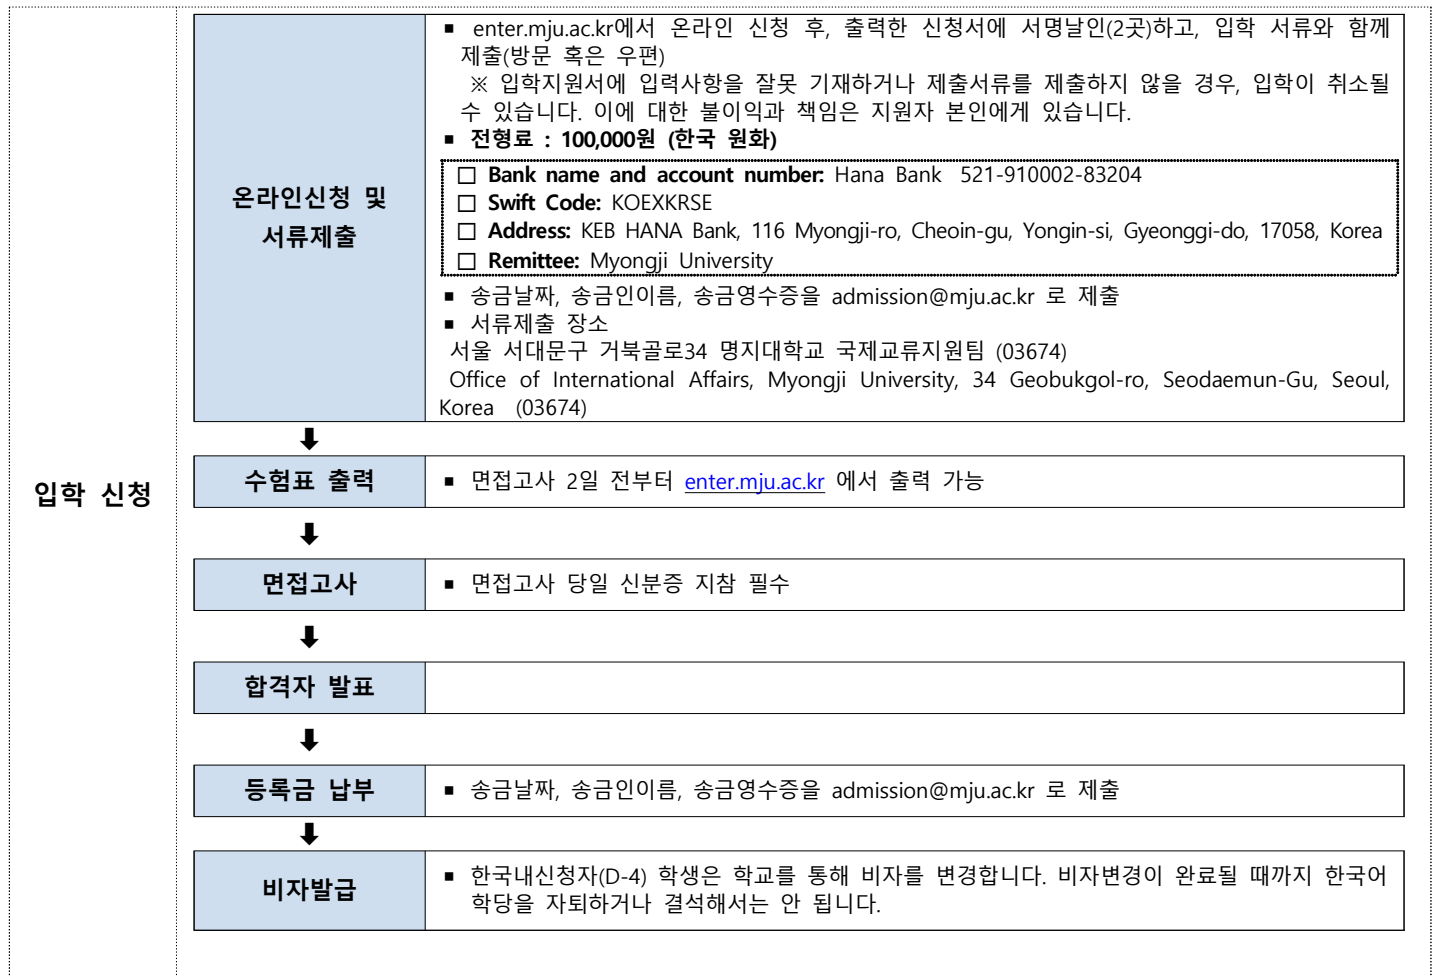 입학 신청
온라인신청 및
서류제출
▪ enter.mju.ac.kr에서 온라인 신청 후, 출력한 신청서에 서명날인(2곳)하고, 입학 서류와 함께
제출(방문 혹은 우편)
※ 입학지원서에 입력사항을 잘못 기재하거나 제출서류를 제출하지 않을 경우, 입학이 취소될
수 있습니다. 이에 대한 불이익과 책임은 지원자 본인에게 있습니다.
▪ 전형료 : 100,000원 (한국 원화)
□ Bank name and account number: Hana Bank 521-910002-83204
□ Swift Code: KOEXKRSE
□ Address: KEB HANA Bank, 116 Myongji-ro, Cheoin-gu, Yongin-si, Gyeonggi-do, 17058, Korea
□ Remittee: Myongji University
▪ 송금날짜, 송금인이름, 송금영수증을 admission@mju.ac.kr 로 제출
▪ 서류제출 장소
서울 서대문구 거북골로34 명지대학교 국제교류지원팀 (03674)
Office of International Affairs, Myongji University, 34 Geobukgol-ro, Seodaemun-Gu, Seoul,
Korea (03674)
수험표 출력
▪ 면접고사 2일 전부터 enter.mju.ac.kr 에서 출력 가능
면접고사
▪ 면접고사 당일 신분증 지참 필수
합격자 발표
등록금 납부
▪ 송금날짜, 송금인이름, 송금영수증을 admission@mju.ac.kr 로 제출
비자발급
▪ 한국내신청자(D-4) 학생은 학교를 통해 비자를 변경합니다. 비자변경이 완료될 때까지 한국어
학당을 자퇴하거나 결석해서는 안 됩니다.